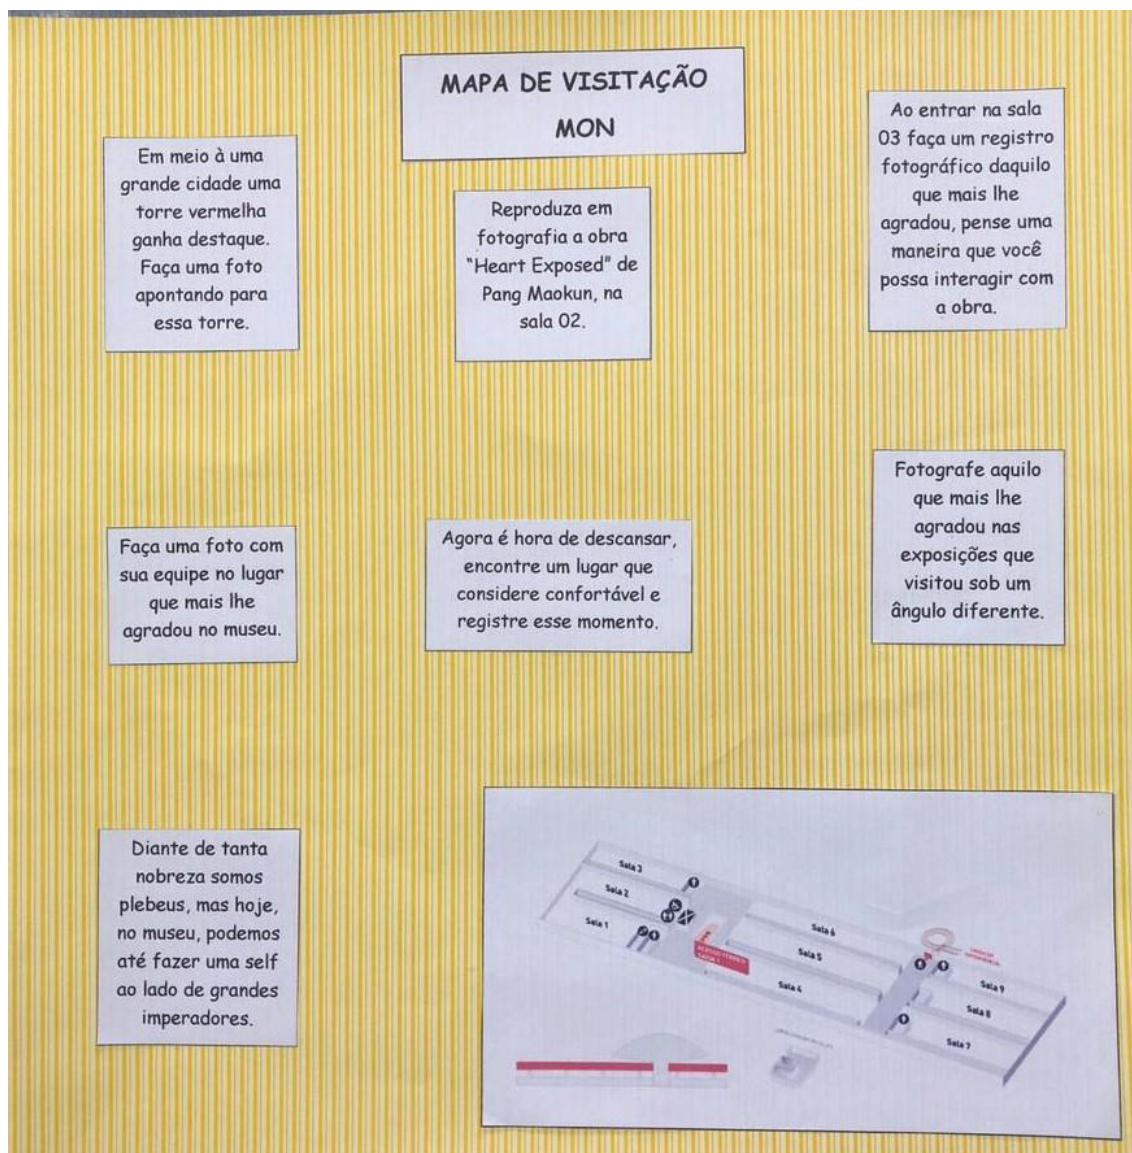 MAPA DE VISITAÇÃO
MON
Em meio à uma
grande cidade uma
torre vermelha
ganha destaque.
Faça uma foto
apontando para
essa torre.
Reproduza em
fotografia a obra
"Heart Exposed" de
Pang Maokun, na
sala 02.
Ao entrar na sala
03 faça um registro
fotográfico daquilo
que mais lhe
agradou, pense uma
maneira que você
possa interagir com
a obra.
Faça uma foto com
sua equipe no lugar
que mais lhe
agradou no museu.
Agora é hora de descansar,
encontre um lugar que
considere confortável e
registre esse momento.
Fotografe aquilo
que mais lhe
agradou nas
exposições que
visitou sob um
ângulo diferente.
Diante de tanta
nobreza somos
plebeus, mas hoje,
no museu, podemos
até fazer uma self
ao lado de grandes
imperadores.
Sala 3
Sala 2
Sala 1
Sala 6
Sala 5
Sala 4
Sala 9
Sala 8
Sala 7